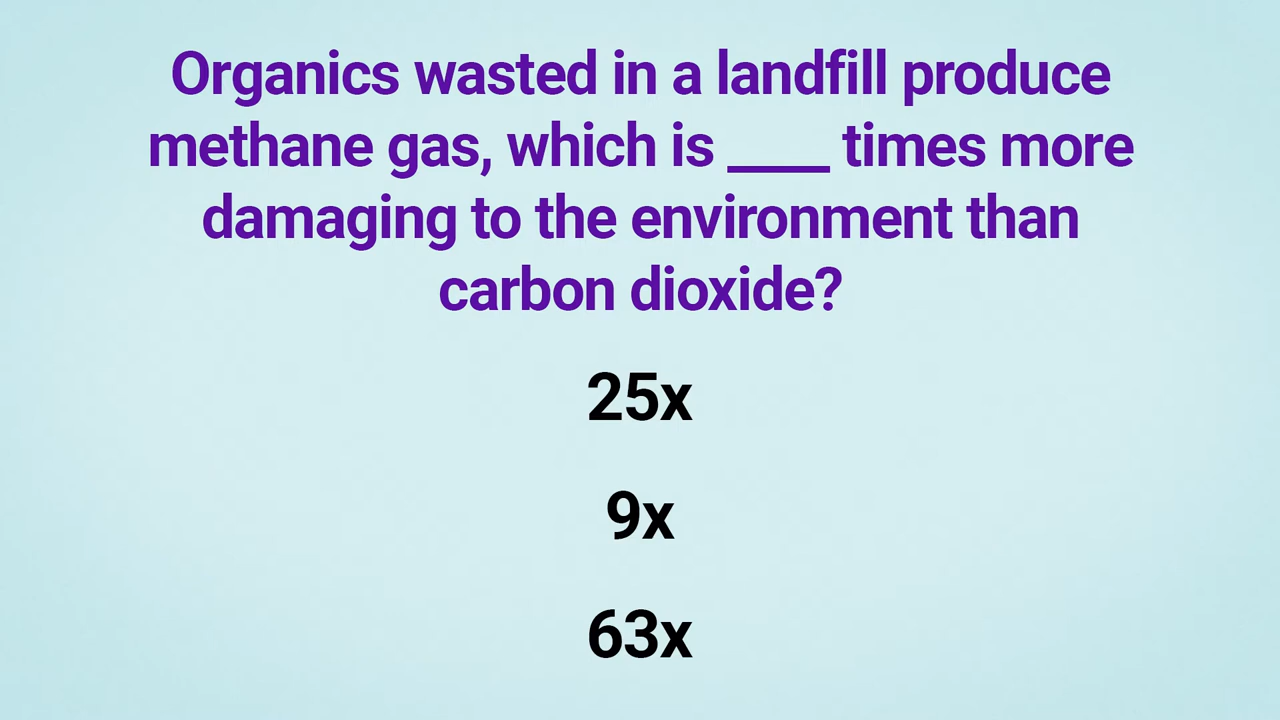 Organics wasted in a landfill produce
methane gas, which is ____ times more
damaging to the environment than
carbon dioxide?
25x
9x
63x